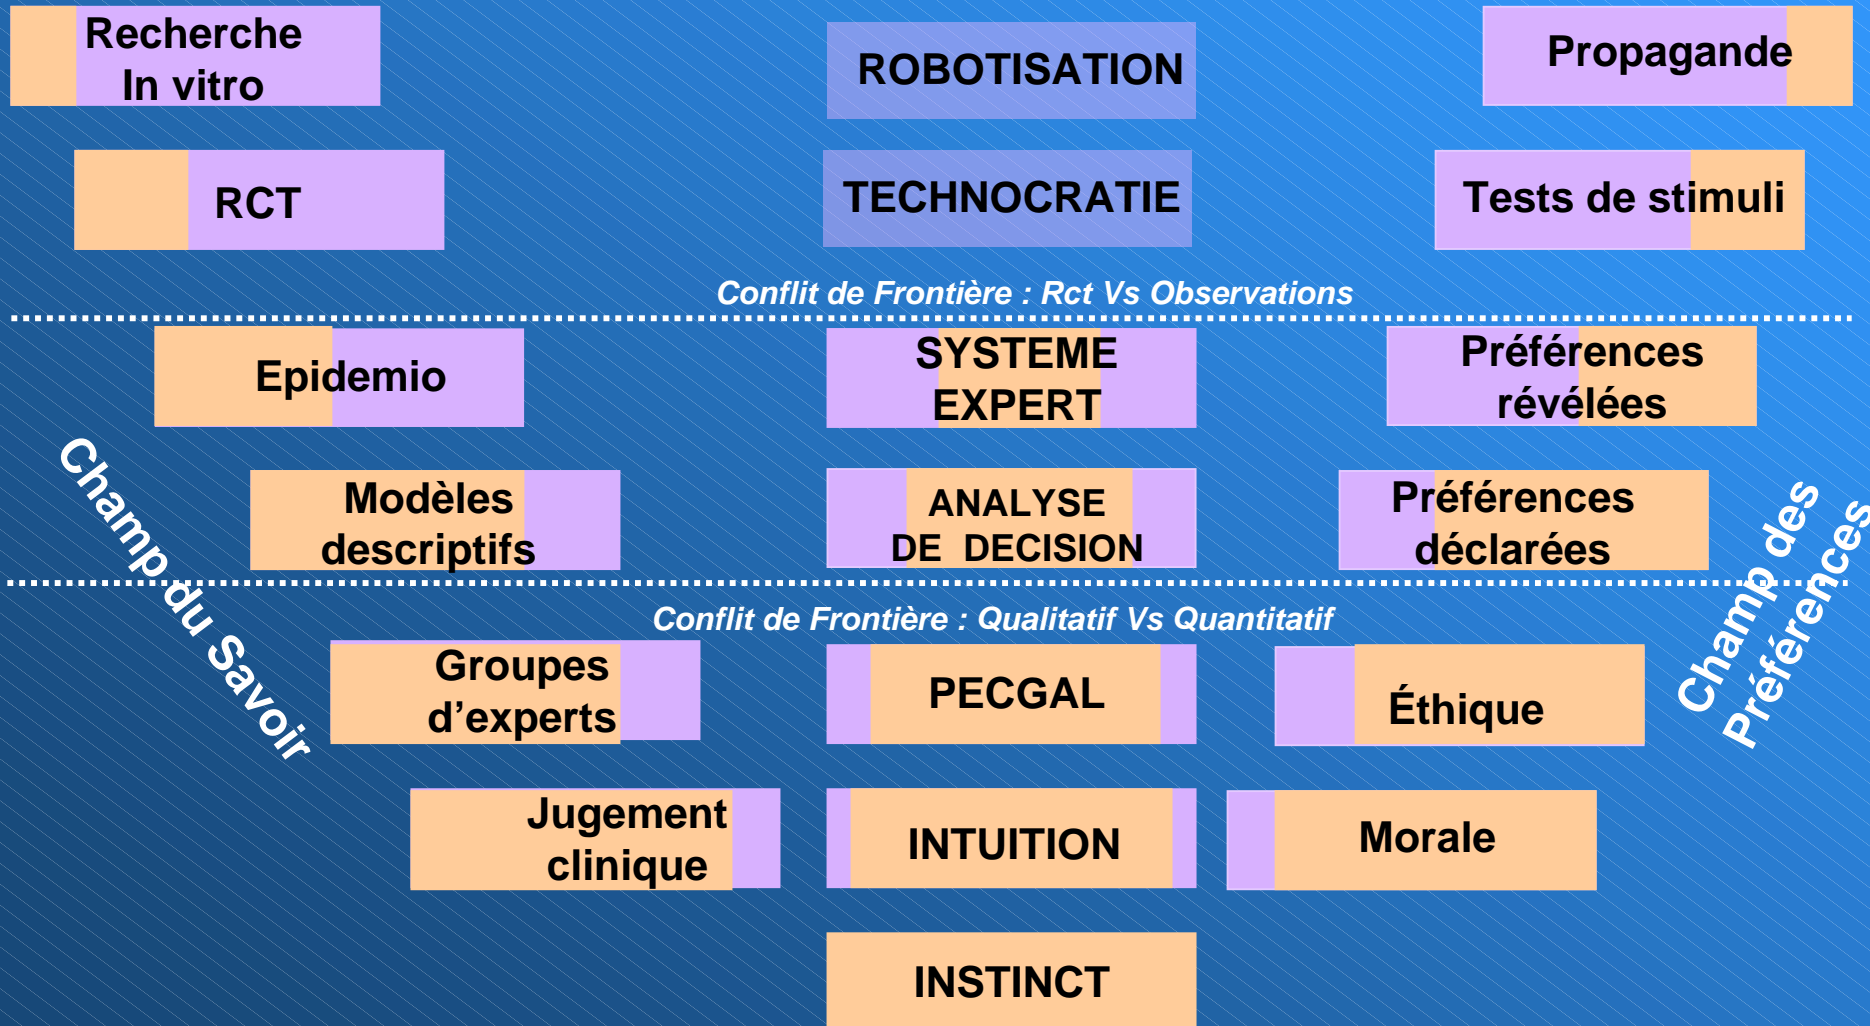 Recherche
In vitro
ROBOTISATION
Propagande
RCT
TECHNOCRATIE
Tests de stimuli
Conflit de Frontière : Rct Vs Observations
Epidemio
SYSTEME
EXPERT
Préférences
révélées
Modèles
descriptifs
ANALYSE
DE DECISION
Préférences
déclarées
Champ du Savoir
Champ des
Préférences
Conflit de Frontière : Qualitatif Vs Quantitatif
Groupes
d’experts
PECGAL
Éthique
Jugement
clinique
INTUITION
Morale
INSTINCT